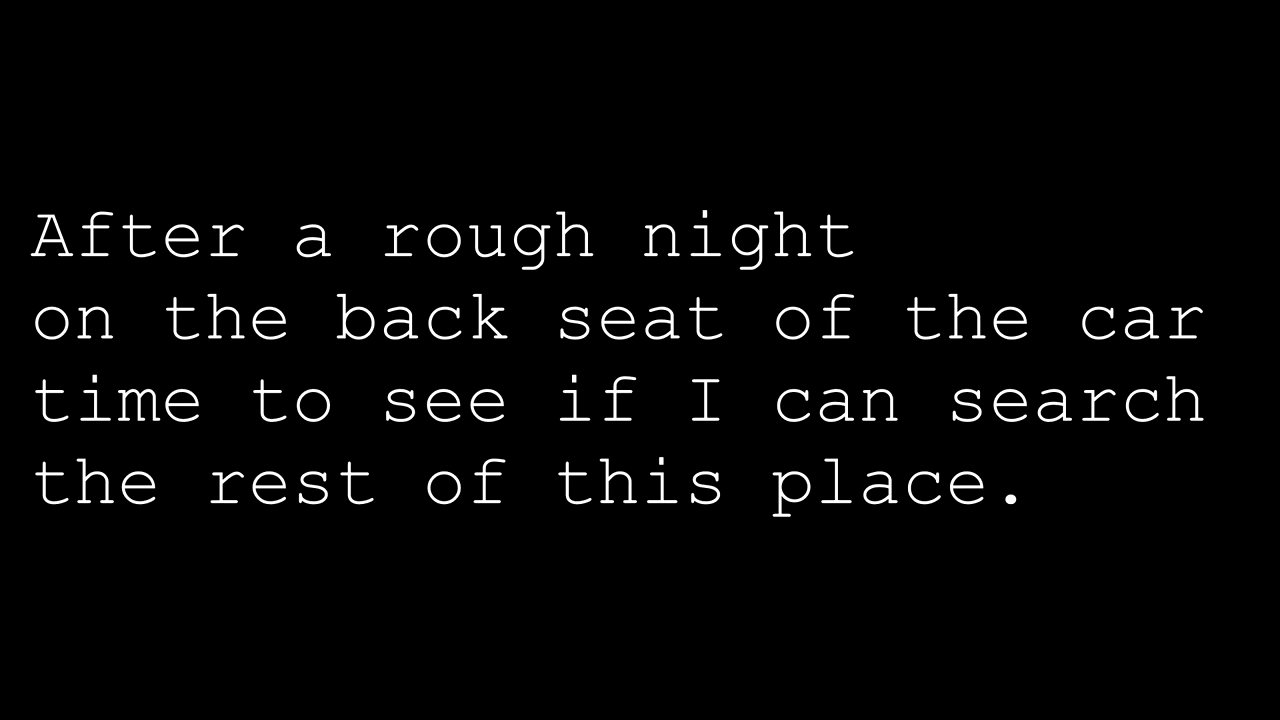 After a rough night
on the back seat of the car
time to see if I can search
the rest of this place.